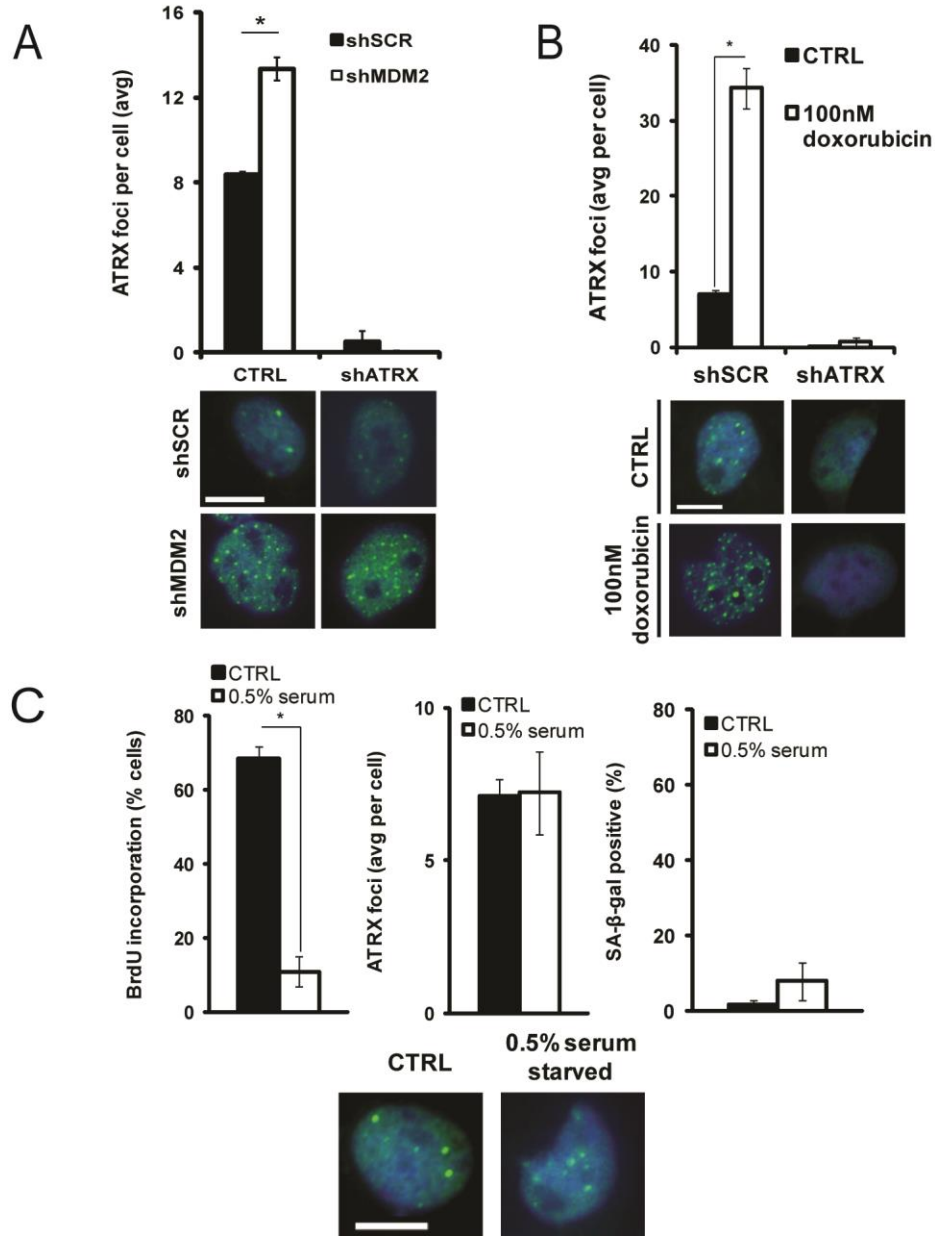 A
16
12
8
4
0
ATRX foci per cell (avg)
*
shSCR
shMDM2
CTRL shATRX
shSCR
shMDM2
B
40
30
20
10
0
ATRX foci (avg per cell)
*
CTRL
100nM
doxorubicin
shSCR shATRX
CTRL
100nM
doxorubicin
C
CTRL
0.5% serum
80
60
40
20
0
BrdU incorporation (% cells)
*
CTRL
0.5% serum
10
5
0
ATRX foci (avg per cell)
CTRL
0.5% serum
80
60
40
20
0
SA-β-gal positive (%)
CTRL
0.5% serum
starved